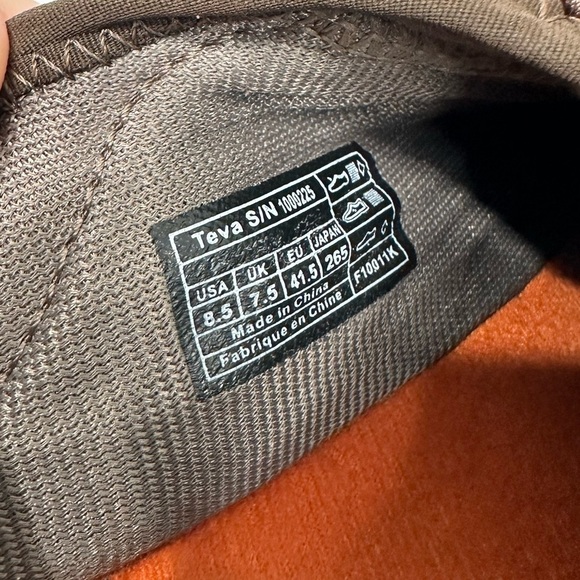 Teva S/N 1000225
USA UK EU JAPAN
8.5 7.5 41.5 265
Made in China
Fabrique en Chine
F10011K